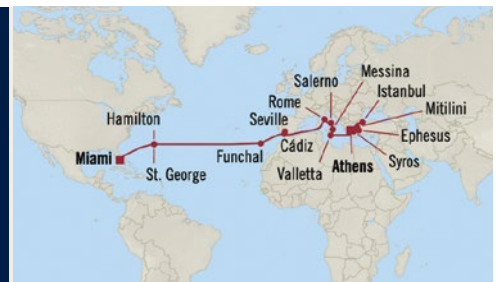 Messina
Salerno
Istanbul
Rome
Mitilini
Hamilton
Seville
Ephesus
Cádiz
Miami
Funchal
Athens
Syros
St. George
Valletta